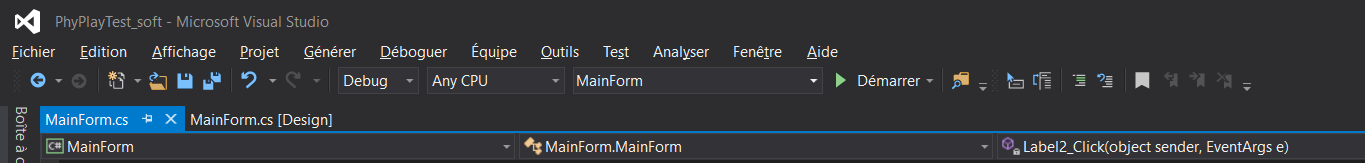 PhyPlayTest_soft - Microsoft Visual Studio
Fichier Edition Affichage Projet Générer Déboguer Équipe Outils Test Analyser Fenêtre Aide
Debug Any CPU MainForm Démarrer
Boîte à
MainForm.cs MainForm.cs [Design]
C# MainForm MainForm.MainForm Label2_Click(object sender, EventArgs e)